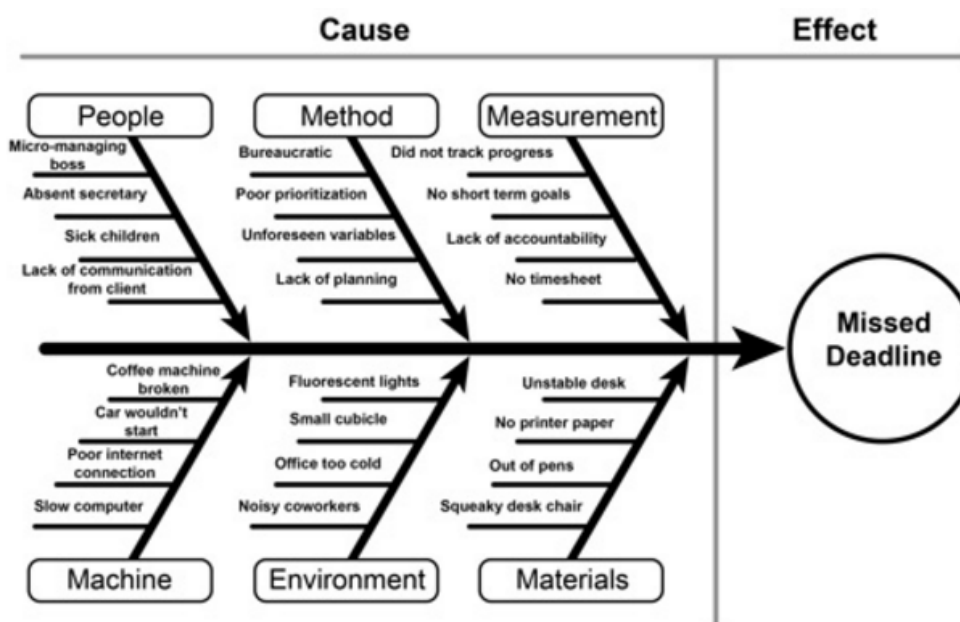 Cause
Effect
People
Method
Measurement
Micro-managing
boss
Absent secretary
Sick children
Lack of communication
from client
Bureaucratic
Poor prioritization
Unforeseen variables
Lack of planning
Did not track progress
No short term goals
Lack of accountability
No timesheet
Missed
Deadline
Coffee machine
broken
Car wouldn't
start
Poor internet
connection
Slow computer
Fluorescent lights
Small cubicle
Office too cold
Noisy coworkers
Unstable desk
No printer paper
Out of pens
Squeaky desk chair
Machine
Environment
Materials